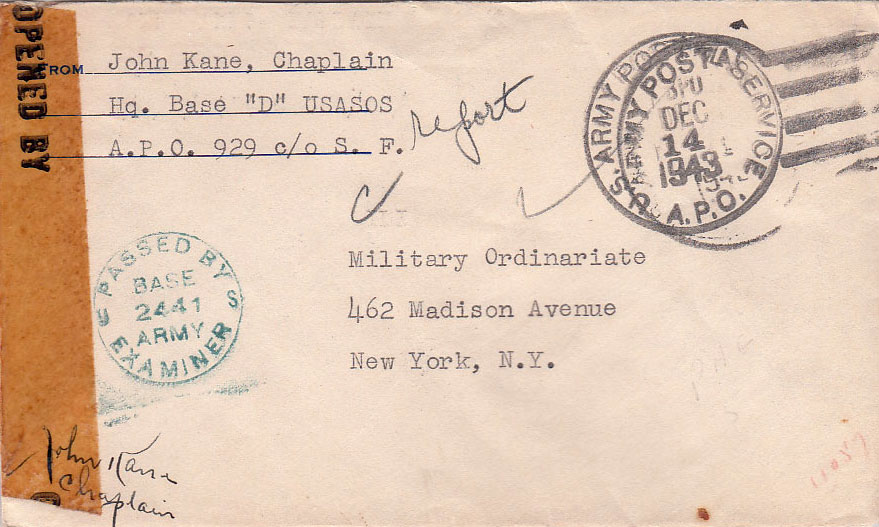 OPENED BY
FROM John Kane, Chaplain
Hq. Base "D" USASOS
A.P.O. 929 c/o S. F.
report
U.S. ARMY POSTAL SERVICE
A.P.O.
DEC
14
1943
Military Ordinariate
462 Madison Avenue
New York, N.Y.
PASSED BY
BASE
2441
ARMY
EXAMINER
U S
John Kane
Chaplain